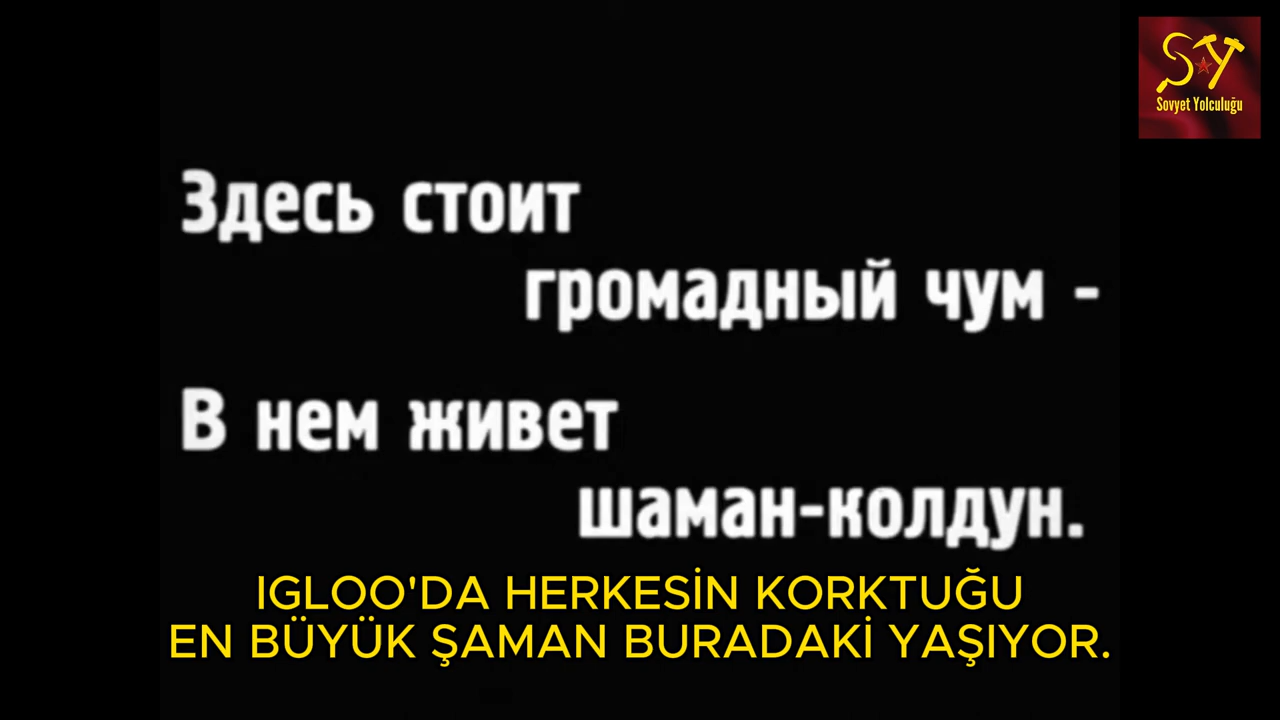 SY
Sovyet Yolculuğu
Здесь стоит
громадный чум -
В нем живет
шаман-колдун.
IGLOO'DA HERKESİN KORKTUĞU
EN BÜYÜK ŞAMAN BURADAKİ YAŞIYOR.